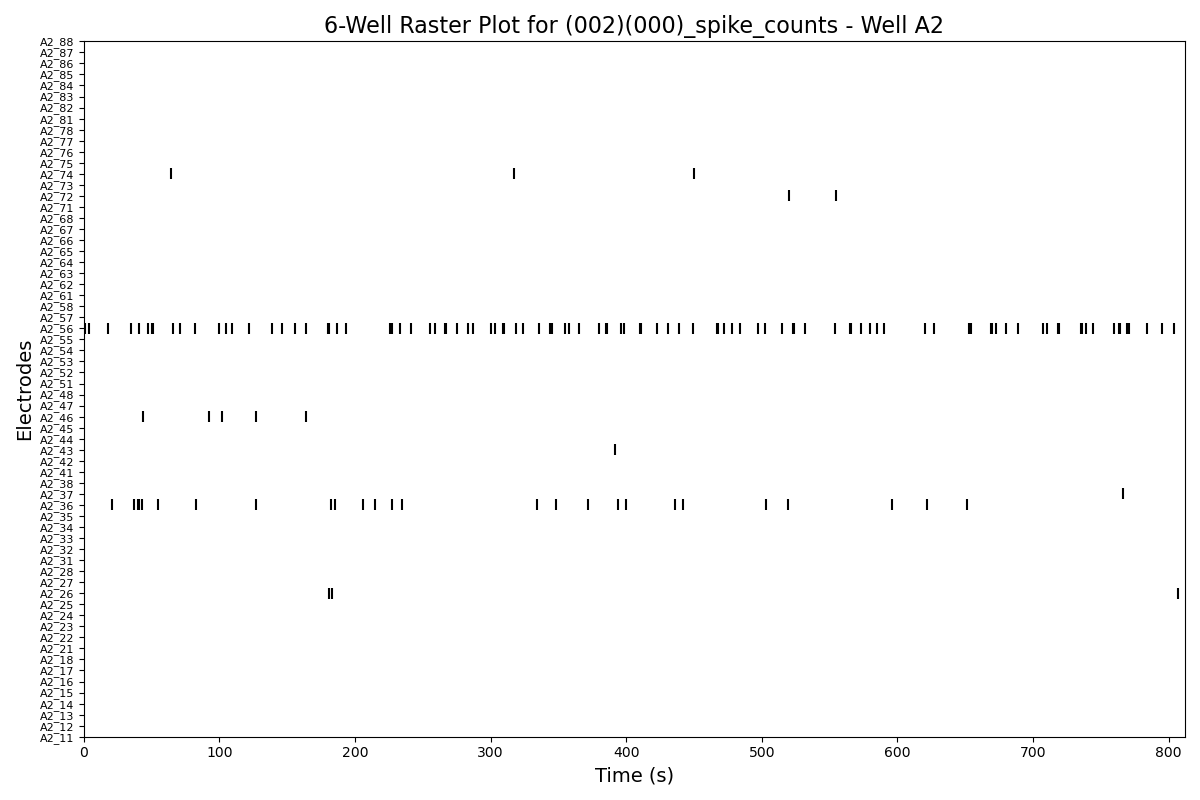 6-Well Raster Plot for (002)(000)_spike_counts - Well A2
Electrodes
A2_88
A2_87
A2_86
A2_85
A2_84
A2_83
A2_82
A2_81
A2_78
A2_77
A2_76
A2_75
A2_74
A2_73
A2_72
A2_71
A2_68
A2_67
A2_66
A2_65
A2_64
A2_63
A2_62
A2_61
A2_58
A2_57
A2_56
A2_55
A2_54
A2_53
A2_52
A2_51
A2_48
A2_47
A2_46
A2_45
A2_44
A2_43
A2_42
A2_41
A2_38
A2_37
A2_36
A2_35
A2_34
A2_33
A2_32
A2_31
A2_28
A2_27
A2_26
A2_25
A2_24
A2_23
A2_22
A2_21
A2_18
A2_17
A2_16
A2_15
A2_14
A2_13
A2_12
A2_11
0 100 200 300 400 500 600 700 800
Time (s)